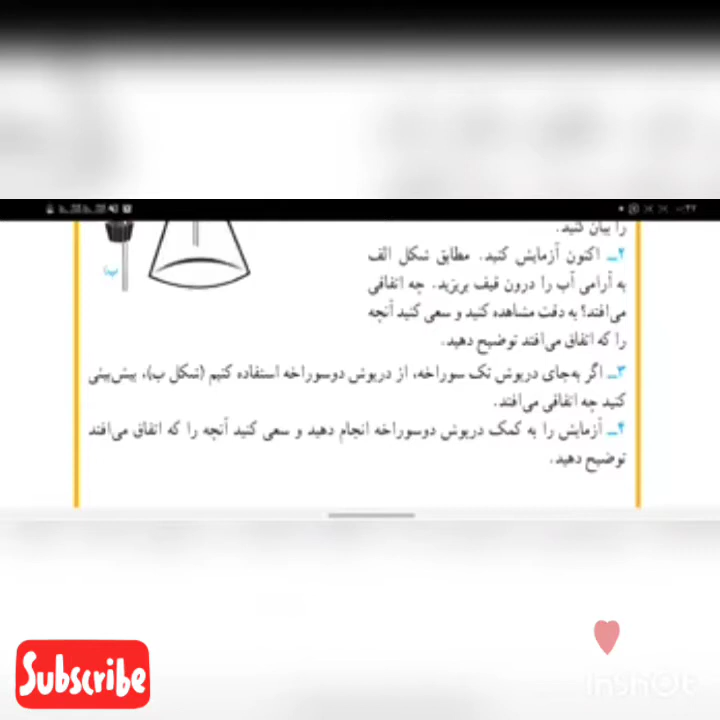 را بیان کنید.
۲ــ اکنون آزمایش کنید. مطابق شکل الف
به آرامی آب را درون قیف بریزید. چه اتفاقی
می‌افتد؟ به دقت مشاهده کنید و سعی کنید آنچه
را که اتفاق می‌افتد توضیح دهید.
ب)
۳ــ اگر به‌جای درپوش تک سوراخه، از درپوش دوسوراخه استفاده کنیم (شکل ب)، پیش‌بینی
کنید چه اتفاقی می‌افتد.
۴ــ آزمایش را به کمک درپوش دوسوراخه انجام دهید و سعی کنید آنچه را که اتفاق می‌افتد
توضیح دهید.
Subscribe
InShOt